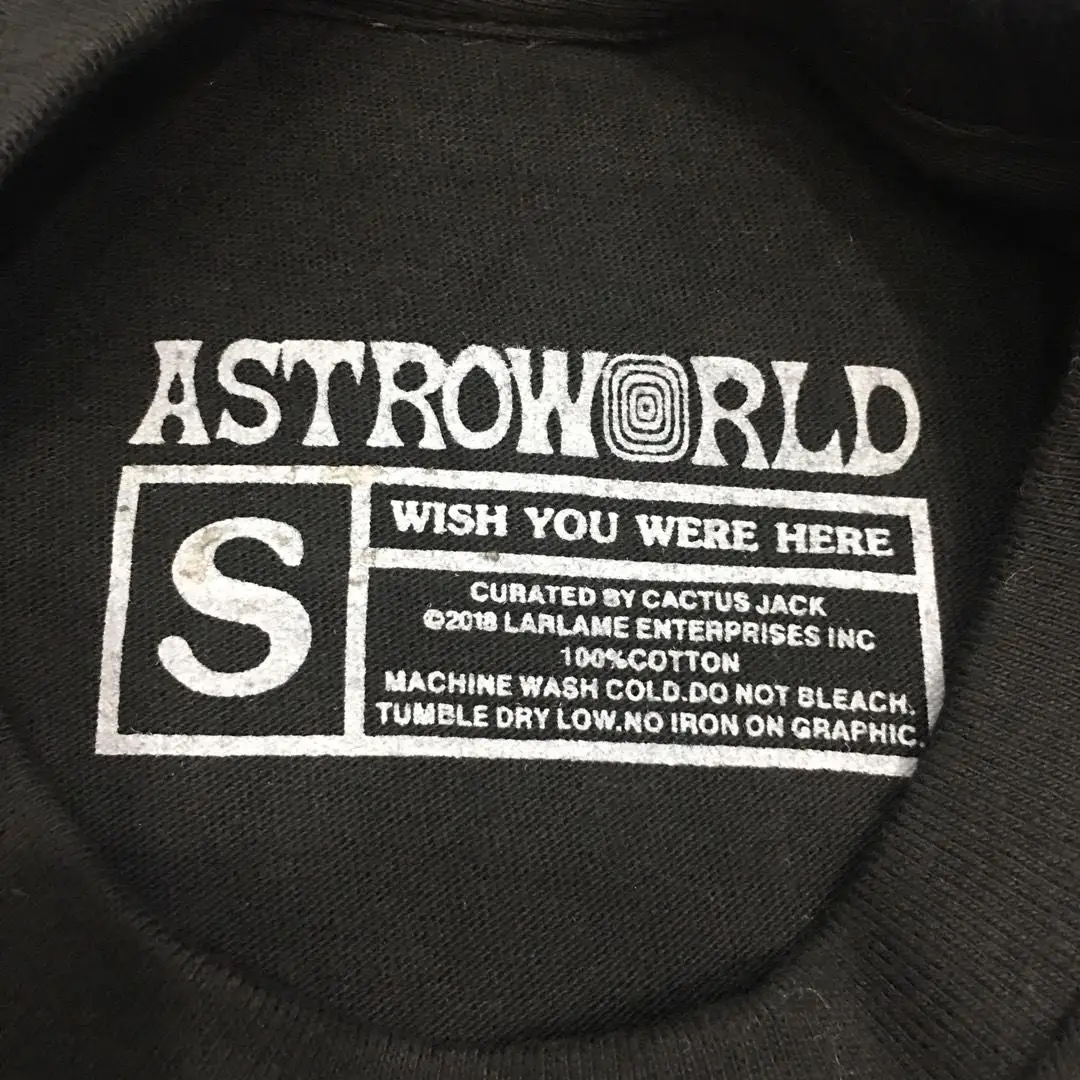 ASTROWORLD
S
WISH YOU WERE HERE
CURATED BY CACTUS JACK
©2018 LARLAME ENTERPRISES INC
100%COTTON
MACHINE WASH COLD.DO NOT BLEACH.
TUMBLE DRY LOW.NO IRON ON GRAPHIC.